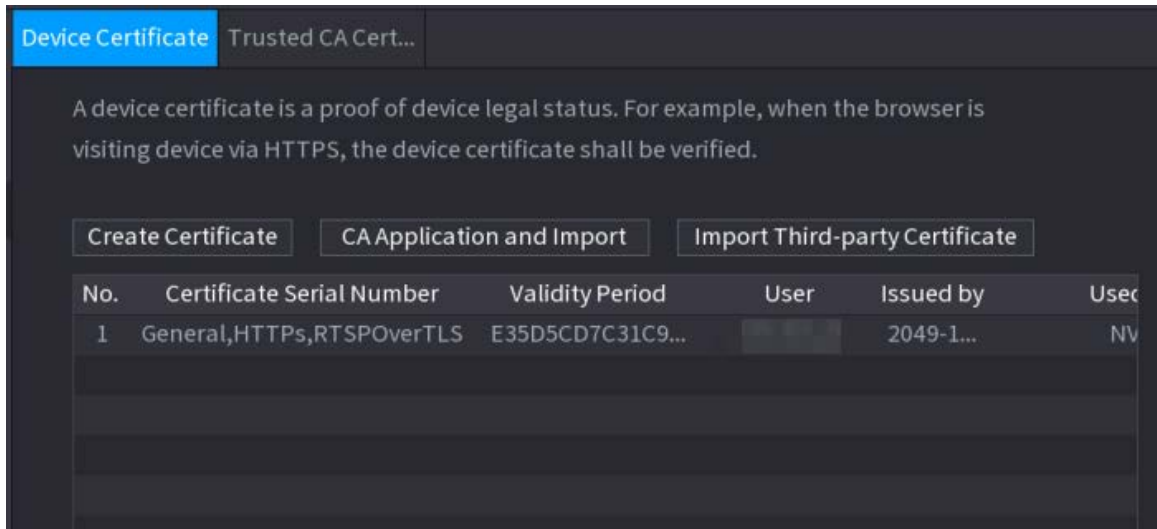 Device Certificate Trusted CA Cert...
A device certificate is a proof of device legal status. For example, when the browser is
visiting device via HTTPS, the device certificate shall be verified.
Create Certificate CA Application and Import Import Third-party Certificate
No. Certificate Serial Number Validity Period User Issued by
1 General,HTTPs,RTSPOverTLS E35D5CD7C31C9... 2049-1... NV